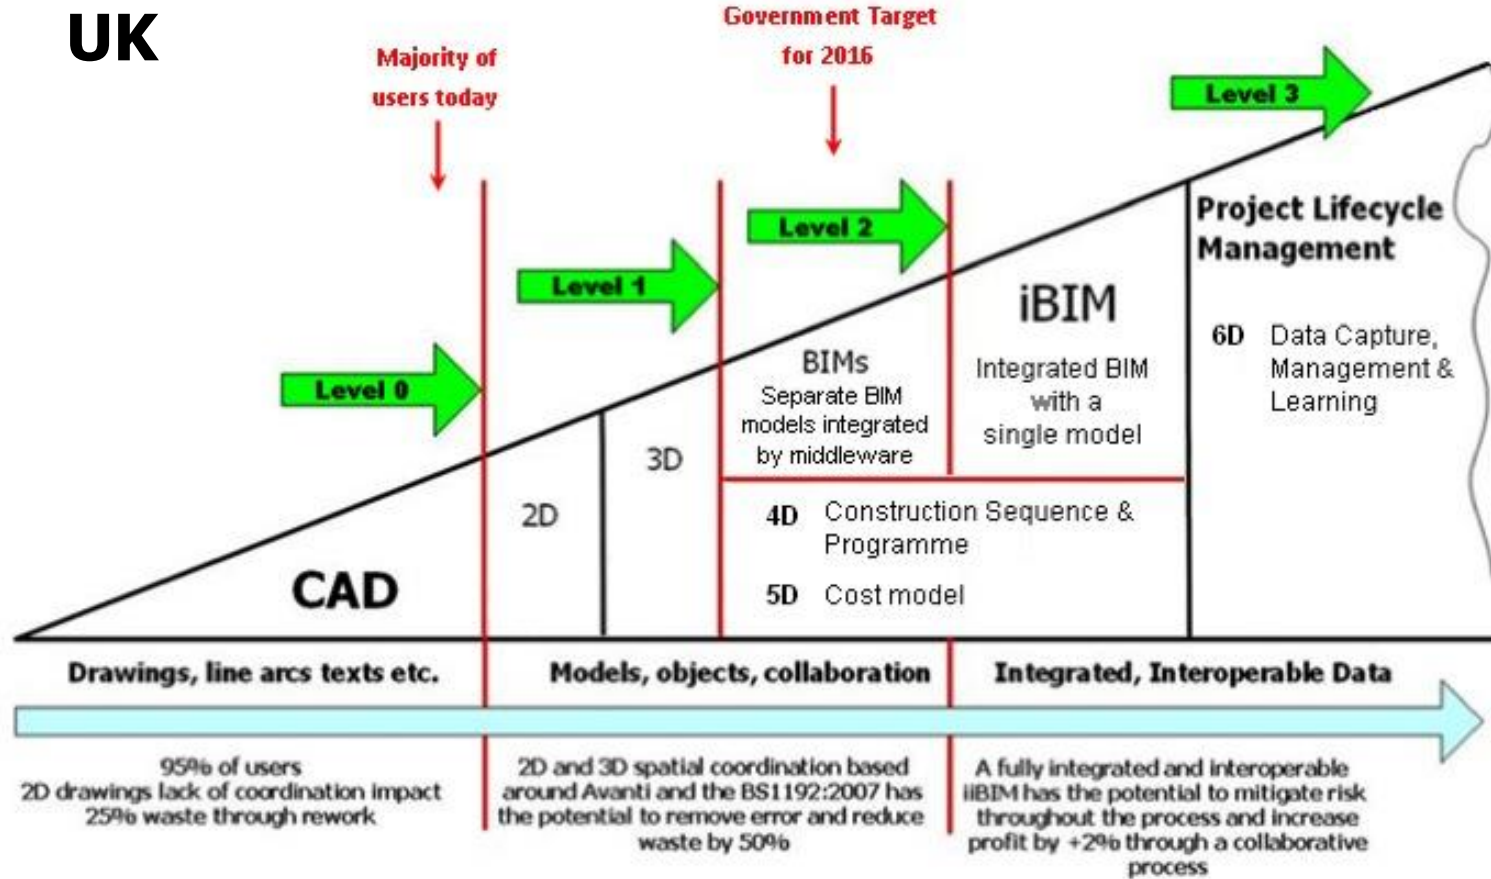 UK
Majority of
users today
Government Target
for 2016
Level 0
Level 1
Level 2
Level 3
CAD
2D
3D
BIMs
Separate BIM
models integrated
by middleware
iBIM
Integrated BIM
with a
single model
4D Construction Sequence &
Programme
5D Cost model
Project Lifecycle
Management
6D Data Capture,
Management &
Learning
Drawings, line arcs texts etc.
Models, objects, collaboration
Integrated, Interoperable Data
95% of users
2D drawings lack of coordination impact
25% waste through rework
2D and 3D spatial coordination based
around Avanti and the BS1192:2007 has
the potential to remove error and reduce
waste by 50%
A fully integrated and interoperable
iiBIM has the potential to mitigate risk
throughout the process and increase
profit by +2% through a collaborative
process